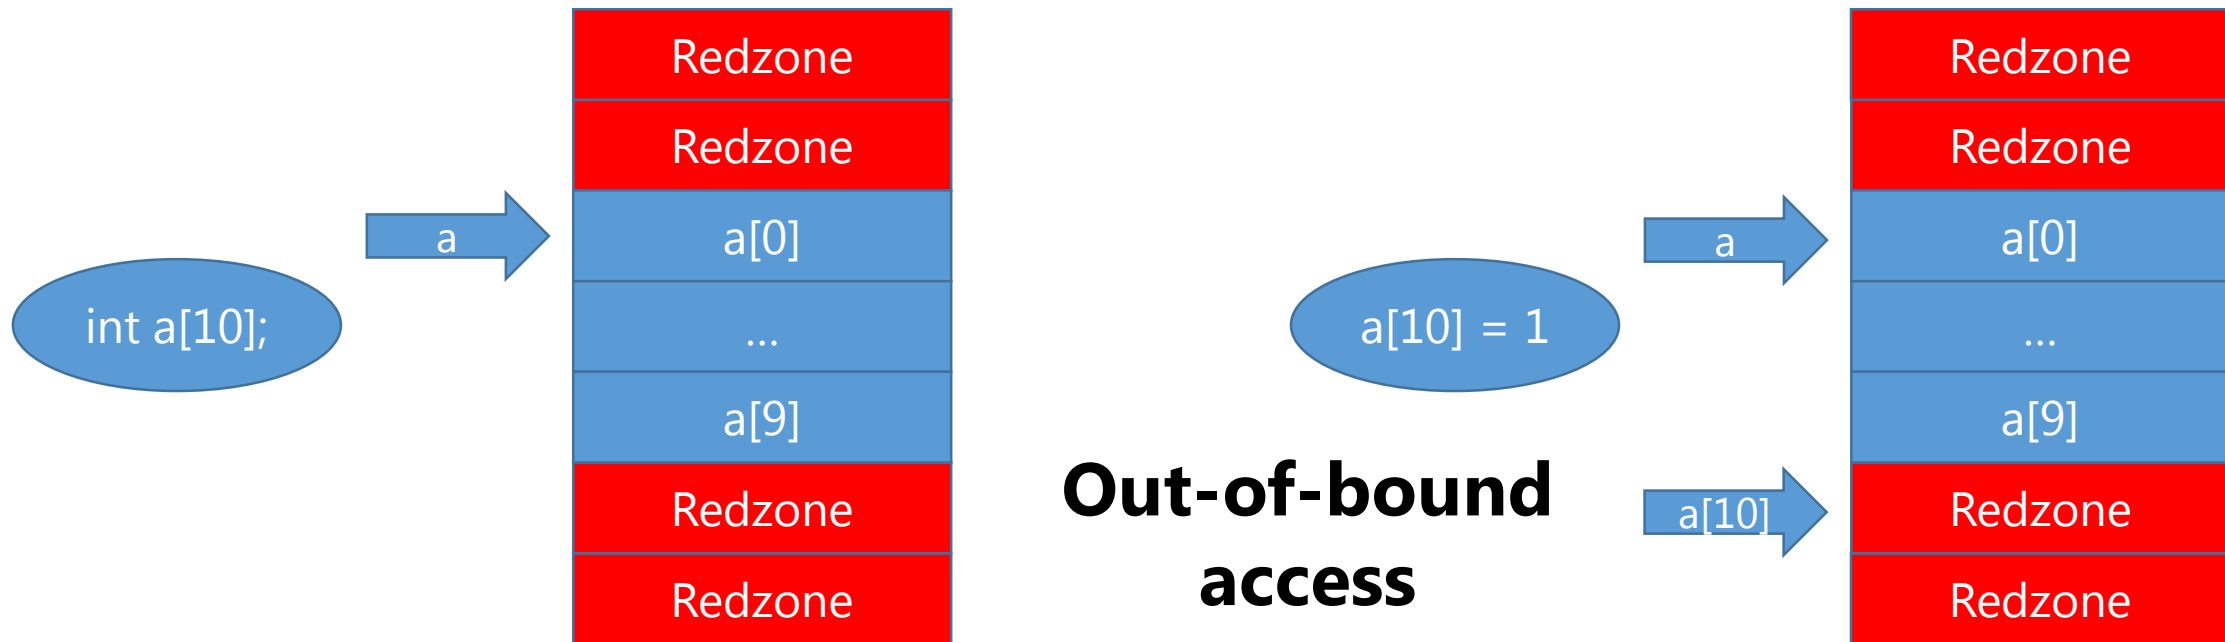 int a[10];
a
Redzone
Redzone
a[0]
...
a[9]
Redzone
Redzone
a[10] = 1
Out-of-bound
access
a
a[10]
Redzone
Redzone
a[0]
...
a[9]
Redzone
Redzone